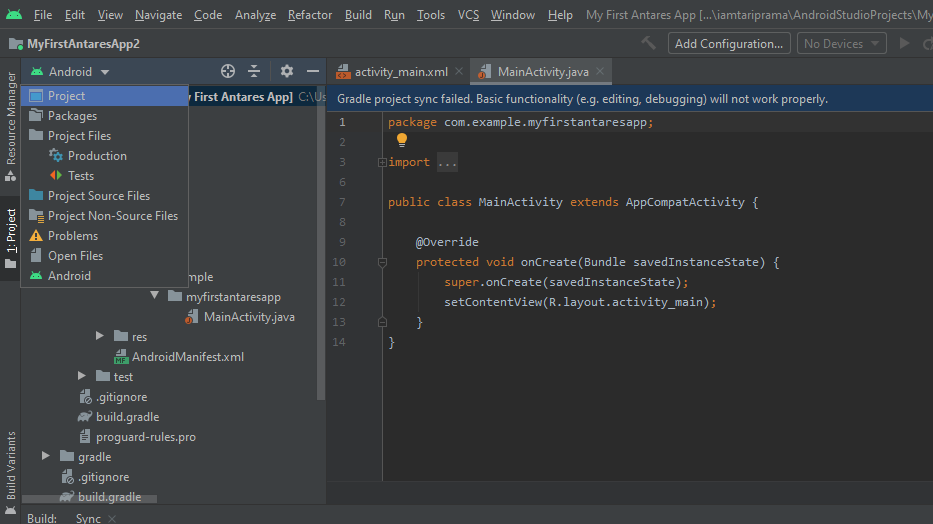 File Edit View Navigate Code Analyze Refactor Build Run Tools VCS Window Help My First Antares App [...\iamtariprama\AndroidStudioProjects\My
MyFirstAntaresApp2 Add Configuration... No Devices
Android activity_main.xml MainActivity.java
Resource Manager
1: Project
Build Variants
Project
Packages
Project Files
Production
Tests
Project Source Files
Project Non-Source Files
Problems
Open Files
Android
y First Antares App] C:\Us
mple
myfirstantaresapp
MainActivity.java
res
AndroidManifest.xml
test
.gitignore
build.gradle
proguard-rules.pro
gradle
.gitignore
build.gradle
Gradle project sync failed. Basic functionality (e.g. editing, debugging) will not work properly.
1 package com.example.myfirstantaresapp;
2
3 import ...
6
7 public class MainActivity extends AppCompatActivity {
8
9 @Override
10 protected void onCreate(Bundle savedInstanceState) {
11 super.onCreate(savedInstanceState);
12 setContentView(R.layout.activity_main);
13 }
14 }
Build: Sync